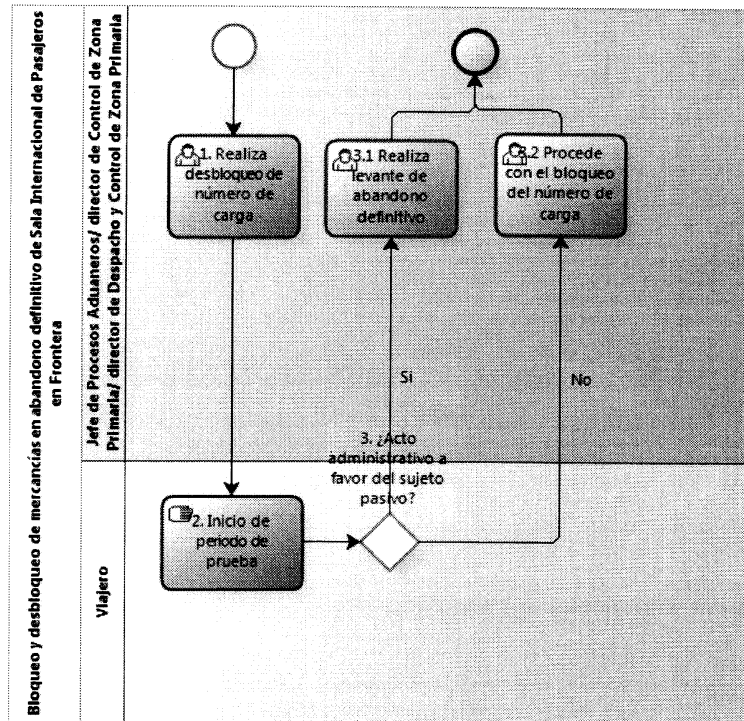 Bloqueo y desbloqueo de mercancías en abandono definitivo de Sala Internacional de Pasajeros
en Frontera
Jefe de Procesos Aduaneros/ director de Control de Zona
Primaria/ director de Despacho y Control de Zona Primaria
1. Realiza
desbloqueo de
número de
carga
3.1 Realiza
levante de
abandono
definitivo
3.2 Procede
con el bloqueo
del número de
carga
Si
No
3. ¿Acto
administrativo a
favor del sujeto
pasivo?
Viajero
2. Inicio de
periodo de
prueba